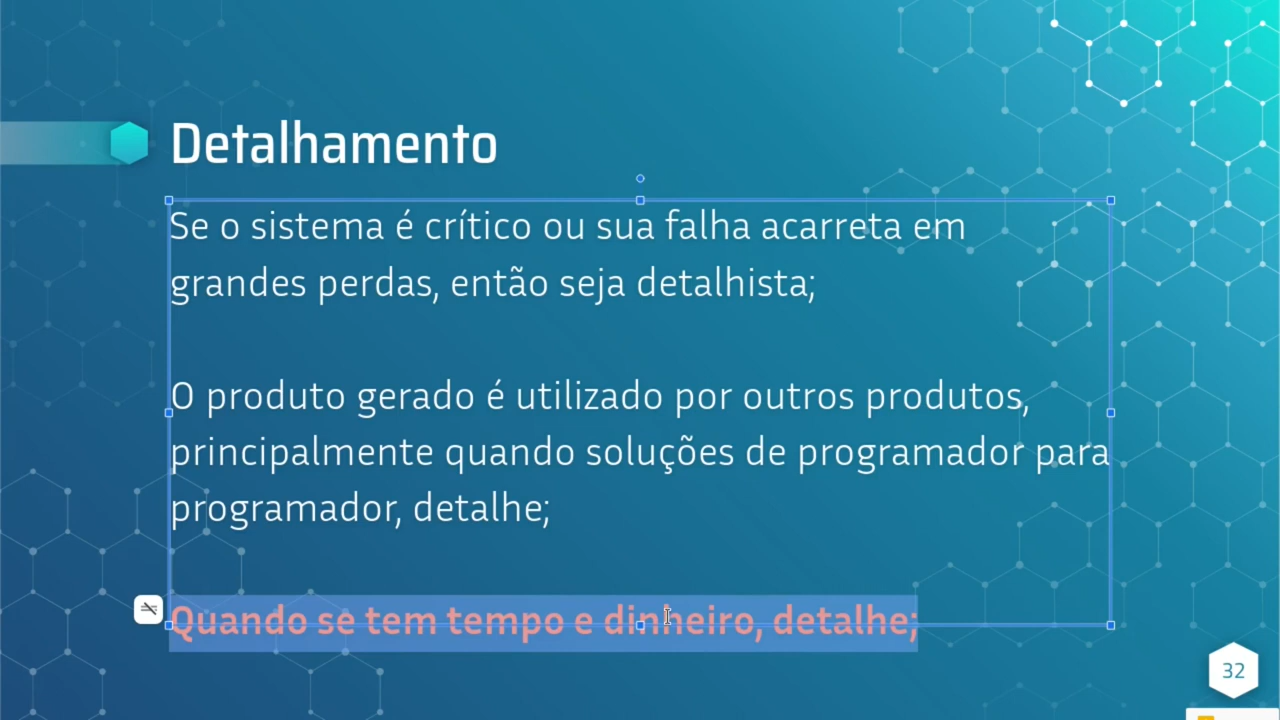 Detalhamento
Se o sistema é crítico ou sua falha acarreta em
grandes perdas, então seja detalhista;
O produto gerado é utilizado por outros produtos,
principalmente quando soluções de programador para
programador, detalhe;
Quando se tem tempo e dinheiro, detalhe;
32